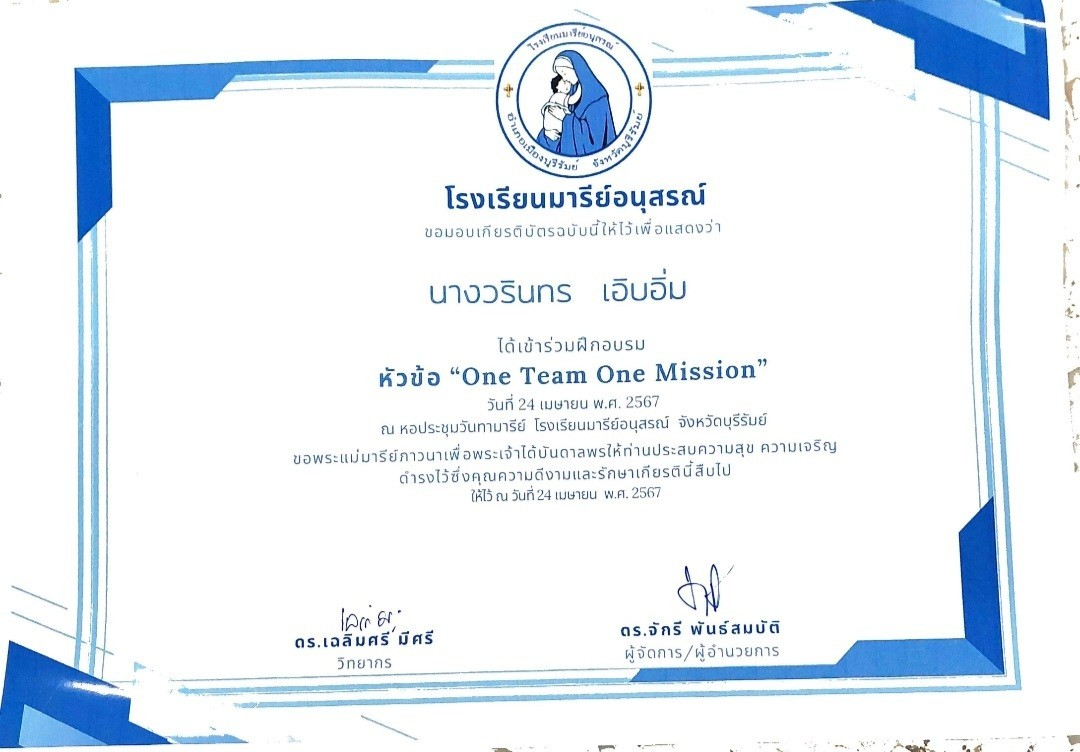 โรงเรียนมารีย์อนุสรณ์
อำเภอเมืองบุรีรัมย์ จังหวัดบุรีรัมย์
โรงเรียนมารีย์อนุสรณ์
ขอมอบเกียรติบัตรฉบับนี้ให้ไว้เพื่อแสดงว่า
นางวรินทร เอิบอิ่ม
ได้เข้าร่วมฝึกอบรม
หัวข้อ “One Team One Mission”
วันที่ 24 เมษายน พ.ศ. 2567
ณ หอประชุมวันทามารีย์ โรงเรียนมารีย์อนุสรณ์ จังหวัดบุรีรัมย์
ขอพระแม่มารีย์ภาวนาเพื่อพระเจ้าได้บันดาลพรให้ท่านประสบความสุข ความเจริญ
ดำรงไว้ซึ่งคุณความดีงามและรักษาเกียรตินี้สืบไป
ให้ไว้ ณ วันที่ 24 เมษายน พ.ศ. 2567
ดร.เฉลิมศรี มีศรี
วิทยากร
ดร.จักรี พันธ์สมบัติ
ผู้จัดการ/ผู้อำนวยการ